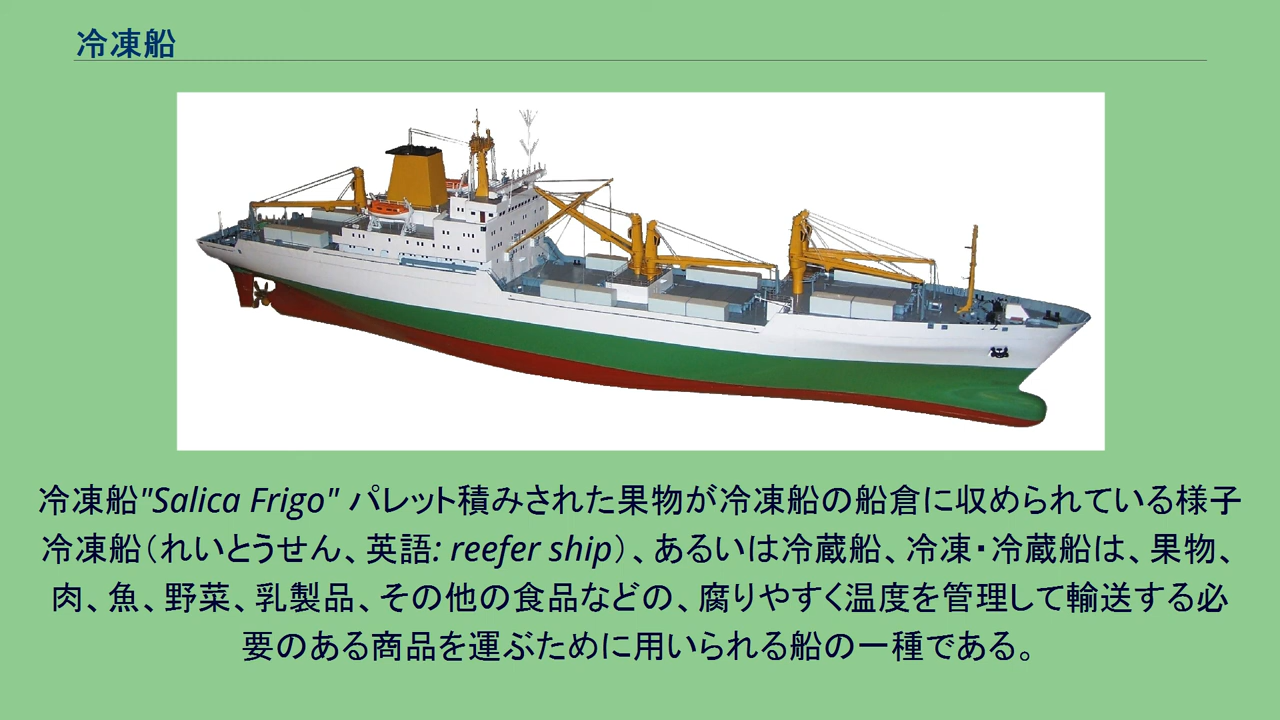 冷凍船
冷凍船"Salica Frigo" パレット積みされた果物が冷凍船の船倉に収められている様子
冷凍船（れいとうせん、英語: reefer ship）、あるいは冷蔵船、冷凍・冷蔵船は、果物、
肉、魚、野菜、乳製品、その他の食品などの、腐りやすく温度を管理して輸送する必
要のある商品を運ぶために用いられる船の一種である。